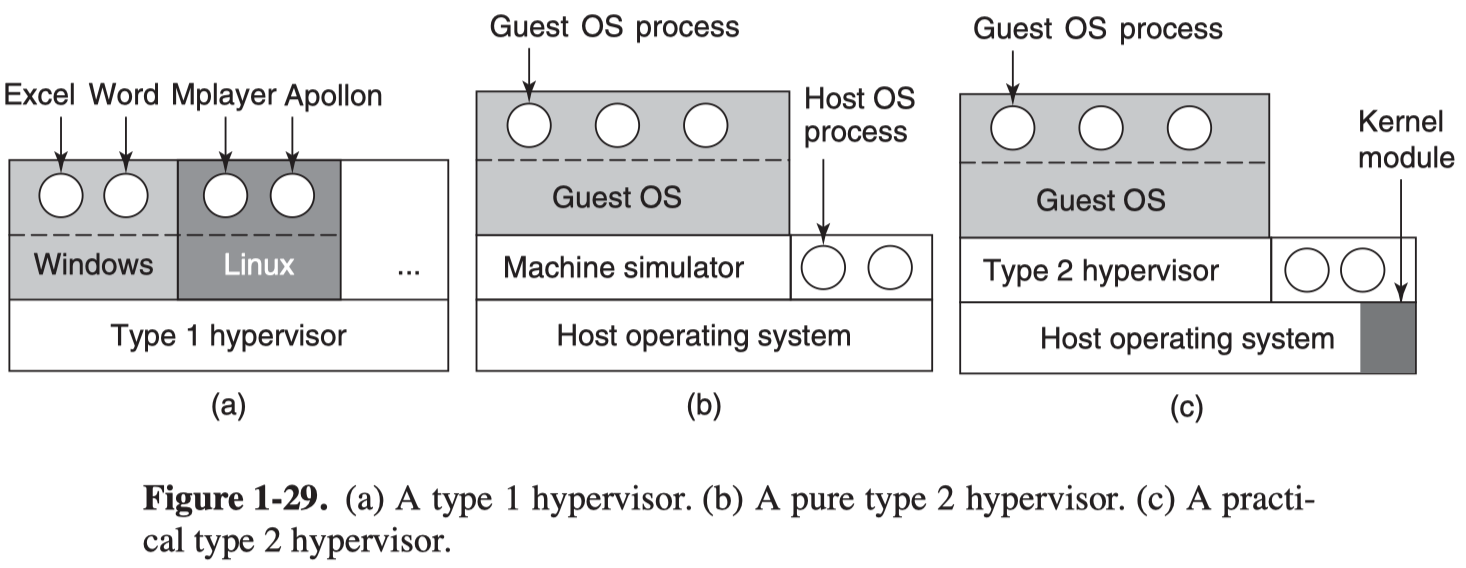 Excel Word Mplayer Apollon
Windows
Linux
...
Type 1 hypervisor
(a)
Guest OS process
Host OS
process
Guest OS
Machine simulator
Host operating system
(b)
Guest OS process
Kernel
module
Guest OS
Type 2 hypervisor
Host operating system
(c)
Figure 1-29. (a) A type 1 hypervisor. (b) A pure type 2 hypervisor. (c) A practi-
cal type 2 hypervisor.